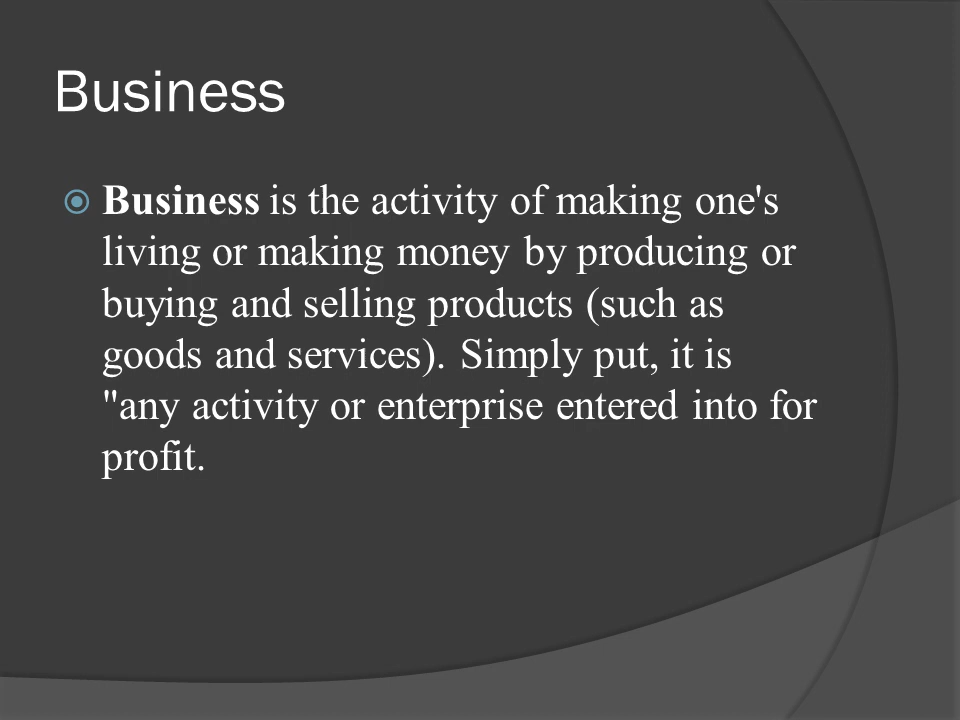 Business
Business is the activity of making one's
living or making money by producing or
buying and selling products (such as
goods and services). Simply put, it is
"any activity or enterprise entered into for
profit.